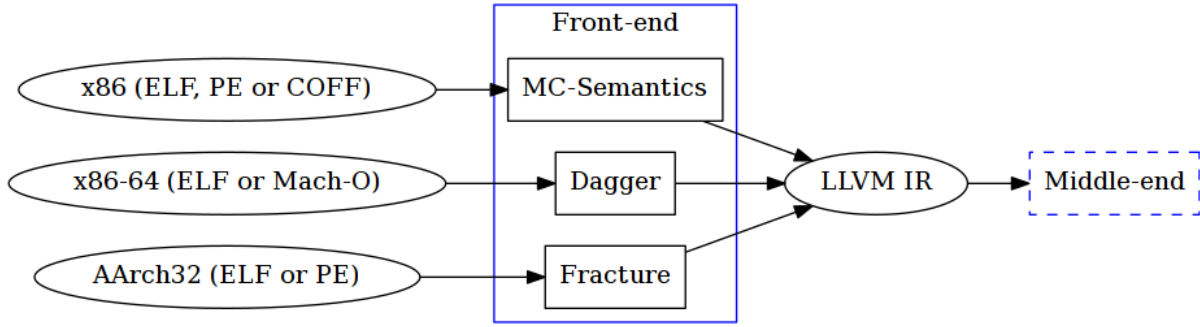 Front-end
x86 (ELF, PE or COFF)
MC-Semantics
x86-64 (ELF or Mach-O)
Dagger
LLVM IR
Middle-end
AArch32 (ELF or PE)
Fracture